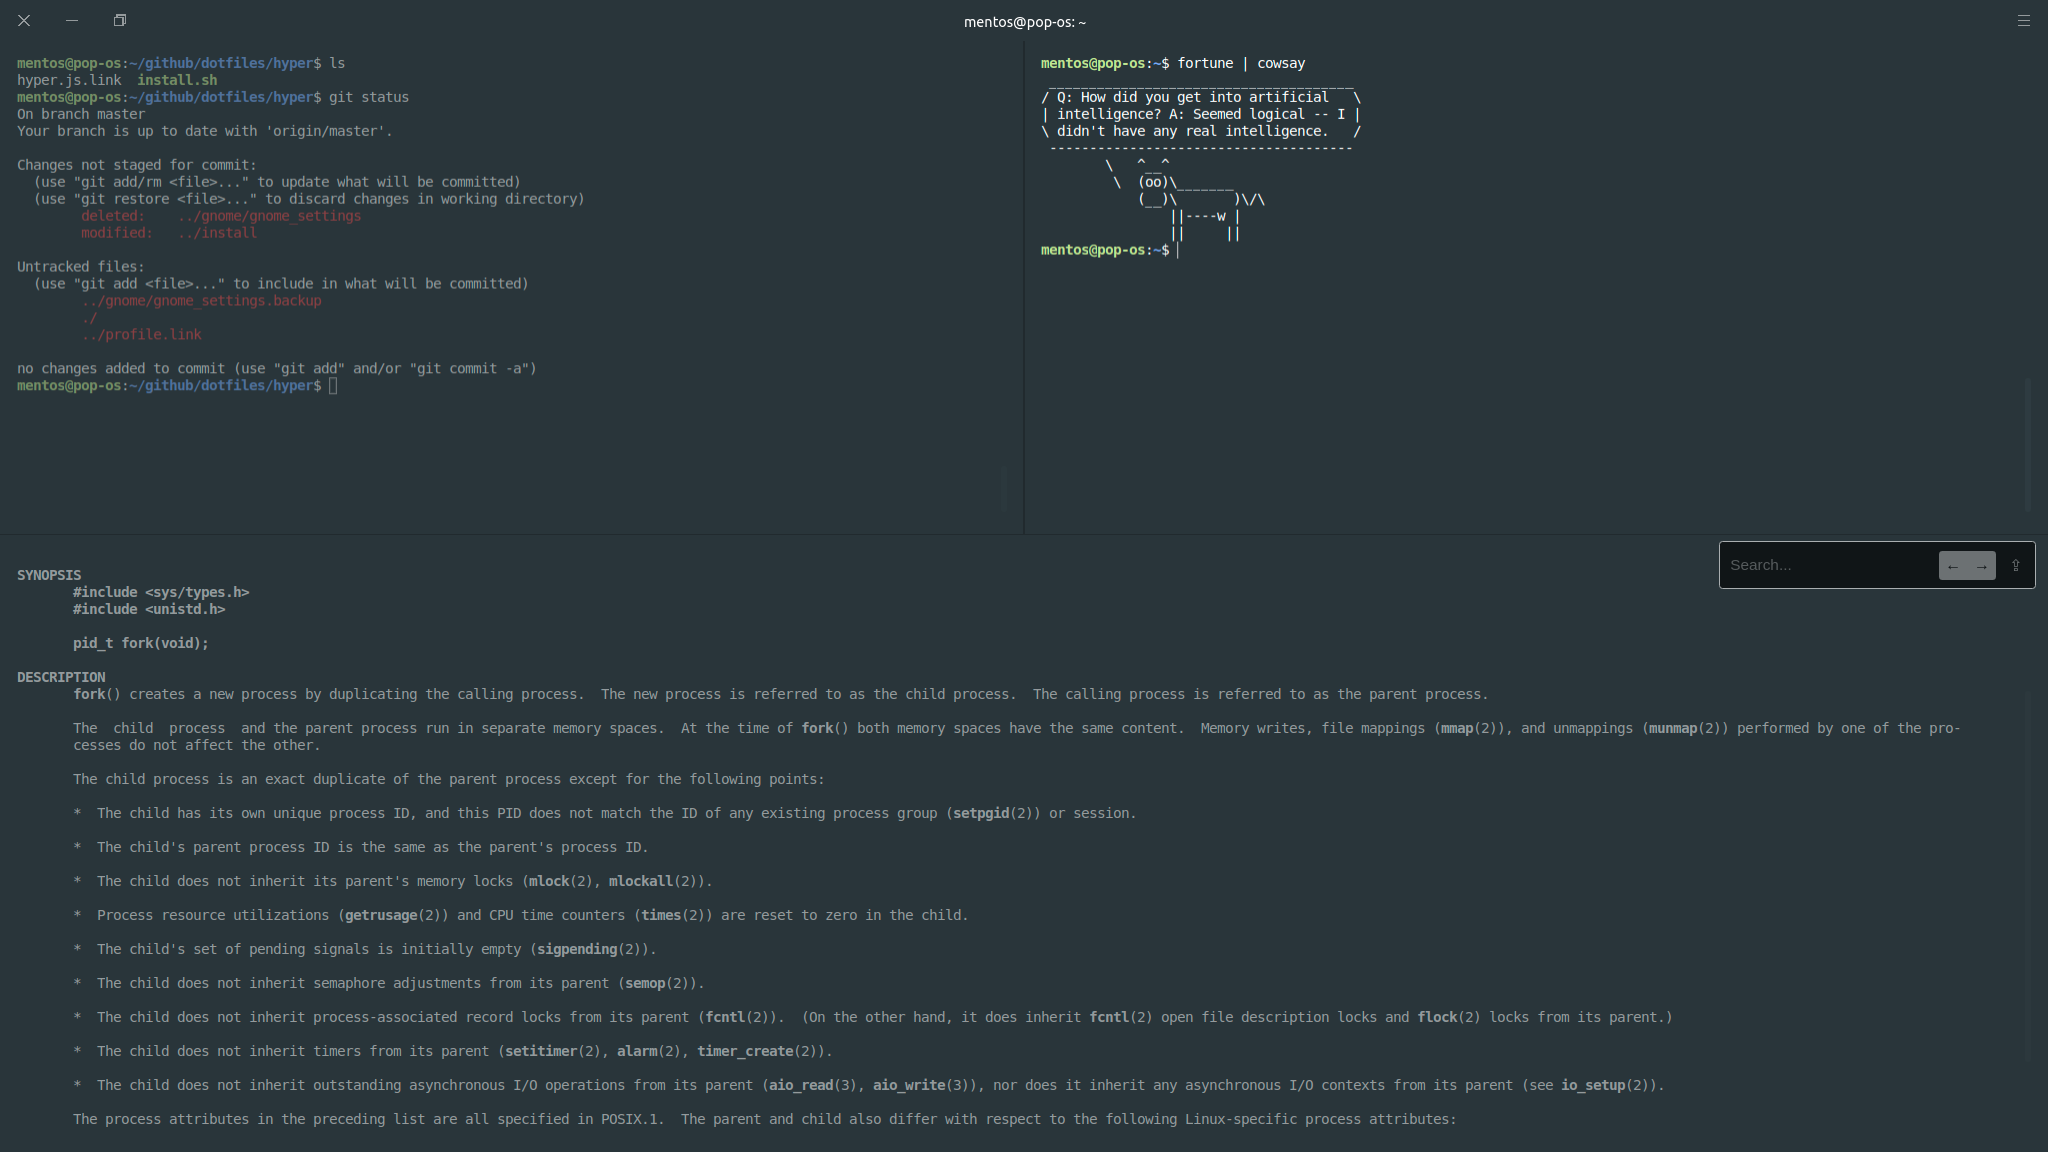 mentos@pop-os: ~
mentos@pop-os:~/github/dotfiles/hyper$ ls
hyper.js.link  install.sh
mentos@pop-os:~/github/dotfiles/hyper$ git status
On branch master
Your branch is up to date with 'origin/master'.
Changes not staged for commit:
  (use "git add/rm <file>..." to update what will be committed)
  (use "git restore <file>..." to discard changes in working directory)
        deleted:    ../gnome/gnome_settings
        modified:   ../install
Untracked files:
  (use "git add <file>..." to include in what will be committed)
        ../gnome/gnome_settings.backup
        ./
        ../profile.link
no changes added to commit (use "git add" and/or "git commit -a")
mentos@pop-os:~/github/dotfiles/hyper$
mentos@pop-os:~$ fortune | cowsay
 ______________________________________
/ Q: How did you get into artificial   \
| intelligence? A: Seemed logical -- I |
\ didn't have any real intelligence.   /
 --------------------------------------
        \   ^__^
         \  (oo)\_______
            (__)\       )\/\
                ||----w |
                ||     ||
mentos@pop-os:~$
Search...
← →
⇪
SYNOPSIS
       #include <sys/types.h>
       #include <unistd.h>
       pid_t fork(void);
DESCRIPTION
       fork() creates a new process by duplicating the calling process.  The new process is referred to as the child process.  The calling process is referred to as the parent process.
       The  child  process  and the parent process run in separate memory spaces.  At the time of fork() both memory spaces have the same content.  Memory writes, file mappings (mmap(2)), and unmappings (munmap(2)) performed by one of the pro-
       cesses do not affect the other.
       The child process is an exact duplicate of the parent process except for the following points:
       *  The child has its own unique process ID, and this PID does not match the ID of any existing process group (setpgid(2)) or session.
       *  The child's parent process ID is the same as the parent's process ID.
       *  The child does not inherit its parent's memory locks (mlock(2), mlockall(2)).
       *  Process resource utilizations (getrusage(2)) and CPU time counters (times(2)) are reset to zero in the child.
       *  The child's set of pending signals is initially empty (sigpending(2)).
       *  The child does not inherit semaphore adjustments from its parent (semop(2)).
       *  The child does not inherit process-associated record locks from its parent (fcntl(2)).  (On the other hand, it does inherit fcntl(2) open file description locks and flock(2) locks from its parent.)
       *  The child does not inherit timers from its parent (setitimer(2), alarm(2), timer_create(2)).
       *  The child does not inherit outstanding asynchronous I/O operations from its parent (aio_read(3), aio_write(3)), nor does it inherit any asynchronous I/O contexts from its parent (see io_setup(2)).
       The process attributes in the preceding list are all specified in POSIX.1.  The parent and child also differ with respect to the following Linux-specific process attributes: